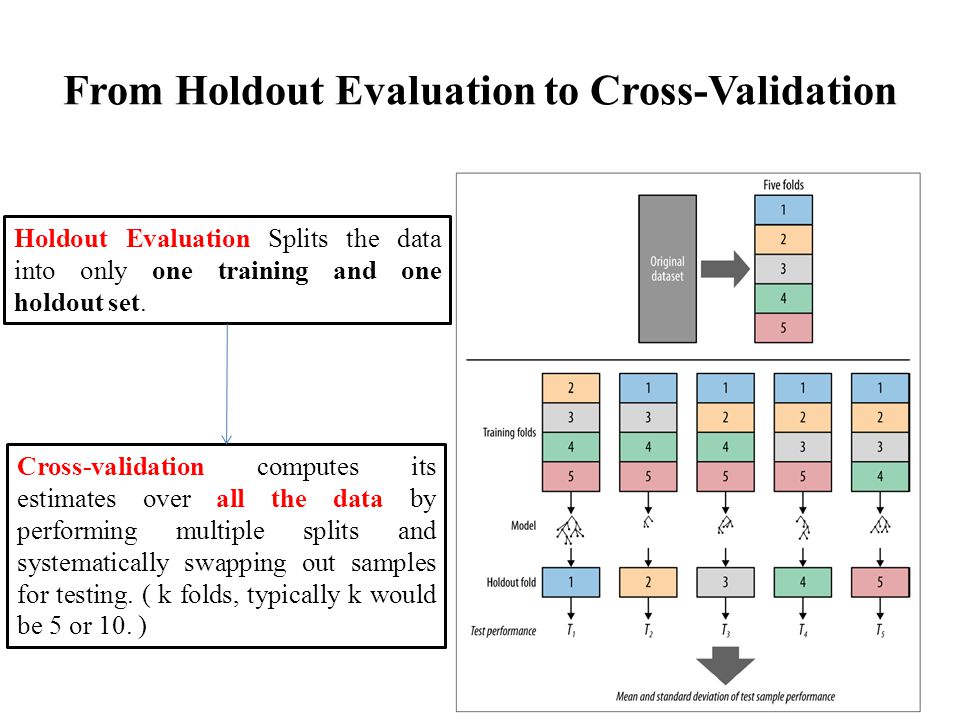 From Holdout Evaluation to Cross-Validation
Holdout Evaluation Splits the data
into only one training and one
holdout set.
Cross-validation computes its
estimates over all the data by
performing multiple splits and
systematically swapping out samples
for testing. ( k folds, typically k would
be 5 or 10. )
Five folds
1
2
Original
dataset
3
4
5
2 1 1 1 1
Training folds
3 3 2 2 2
4 4 4 3 3
5 5 5 5 4
Model
Holdout fold 1 2 3 4 5
Test performance T1 T2 T3 T4 T5
Mean and standard deviation of test sample performance